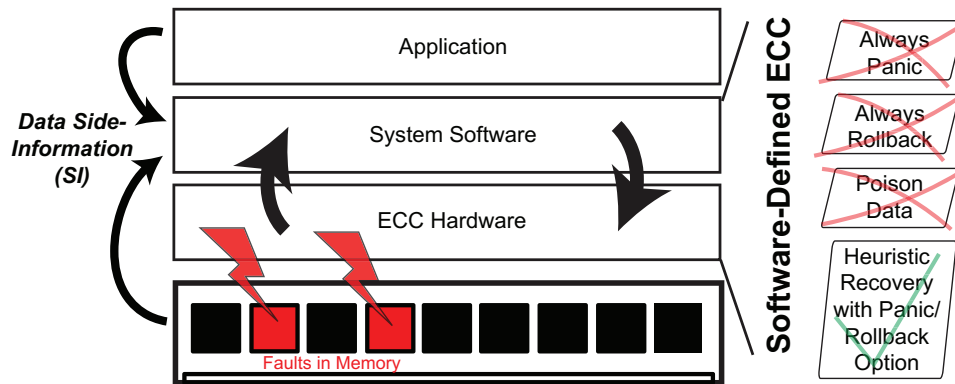 Application
Data Side-
Information
(SI)
System Software
ECC Hardware
Faults in Memory
Software-Defined ECC
Always
Panic
Always
Rollback
Poison
Data
Heuristic
Recovery
with Panic/
Rollback
Option